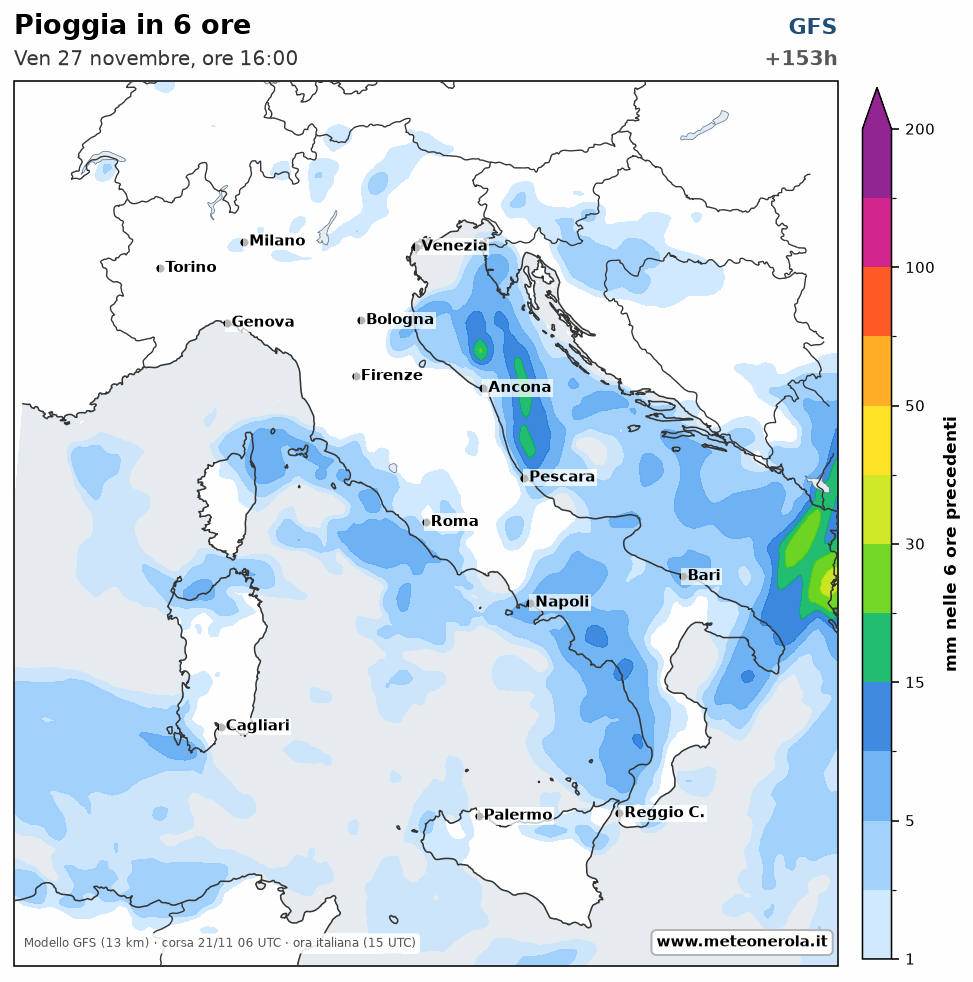 Pioggia in 6 ore
GFS
Ven 27 novembre, ore 16:00
+153h
200
100
50
30
15
5
1
mm nelle 6 ore precedenti
Milano
Venezia
Torino
Genova
Bologna
Firenze
Ancona
Pescara
Roma
Bari
Napoli
Cagliari
Palermo
Reggio C.
Modello GFS (13 km) · corsa 21/11 06 UTC · ora italiana (15 UTC)
www.meteonerola.it